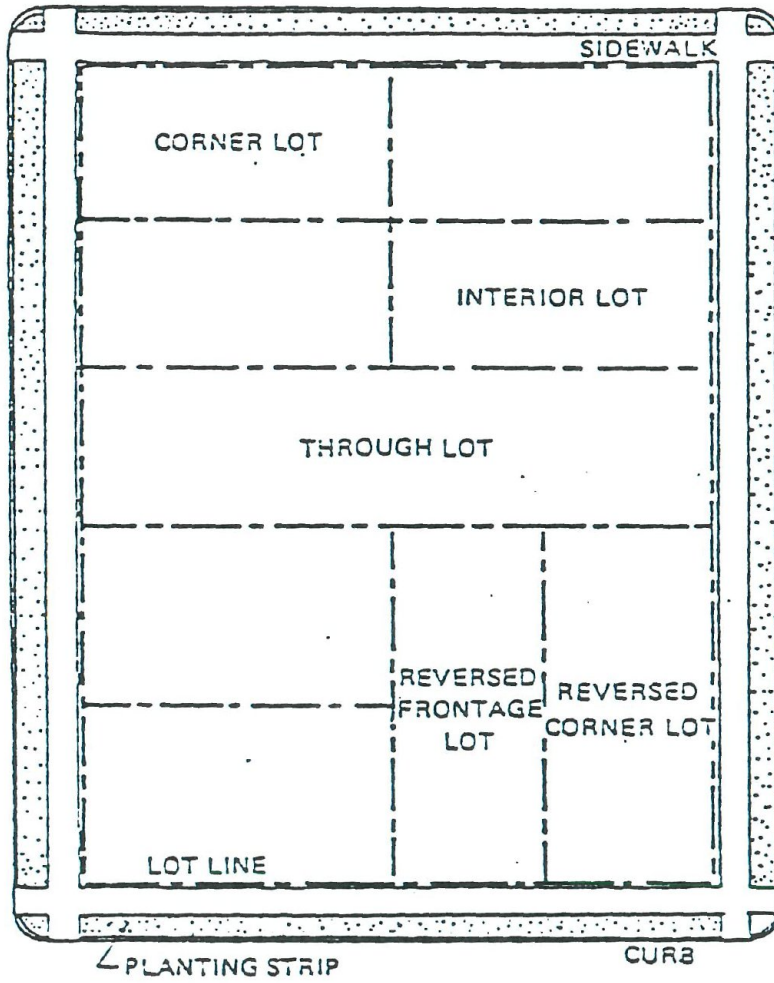 SIDEWALK
CORNER LOT
INTERIOR LOT
THROUGH LOT
REVERSED
FRONTAGE
LOT
REVERSED
CORNER LOT
LOT LINE
PLANTING STRIP
CURB